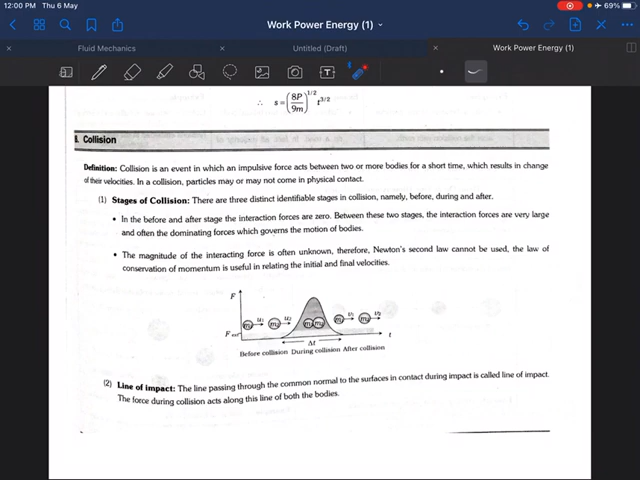 12:00 PM Thu 6 May
69%
Work Power Energy (1)
Fluid Mechanics
Untitled (Draft)
Work Power Energy (1)
T
∴ s = (8P/9m)^1/2 t^3/2
8. Collision
Definition: Collision is an event in which an impulsive force acts between two or more bodies for a short time, which results in change
of their velocities. In a collision, particles may or may not come in physical contact.
(1) Stages of Collision: There are three distinct identifiable stages in collision, namely, before, during and after.
• In the before and after stage the interaction forces are zero. Between these two stages, the interaction forces are very large
and often the dominating forces which governs the motion of bodies.
• The magnitude of the interacting force is often unknown, therefore, Newton's second law cannot be used, the law of
conservation of momentum is useful in relating the initial and final velocities.
F
u1 u2 v1 v2
F ext
t
Δt
Before collision During collision After collision
(2) Line of impact: The line passing through the common normal to the surfaces in contact during impact is called line of impact.
The force during collision acts along this line of both the bodies.